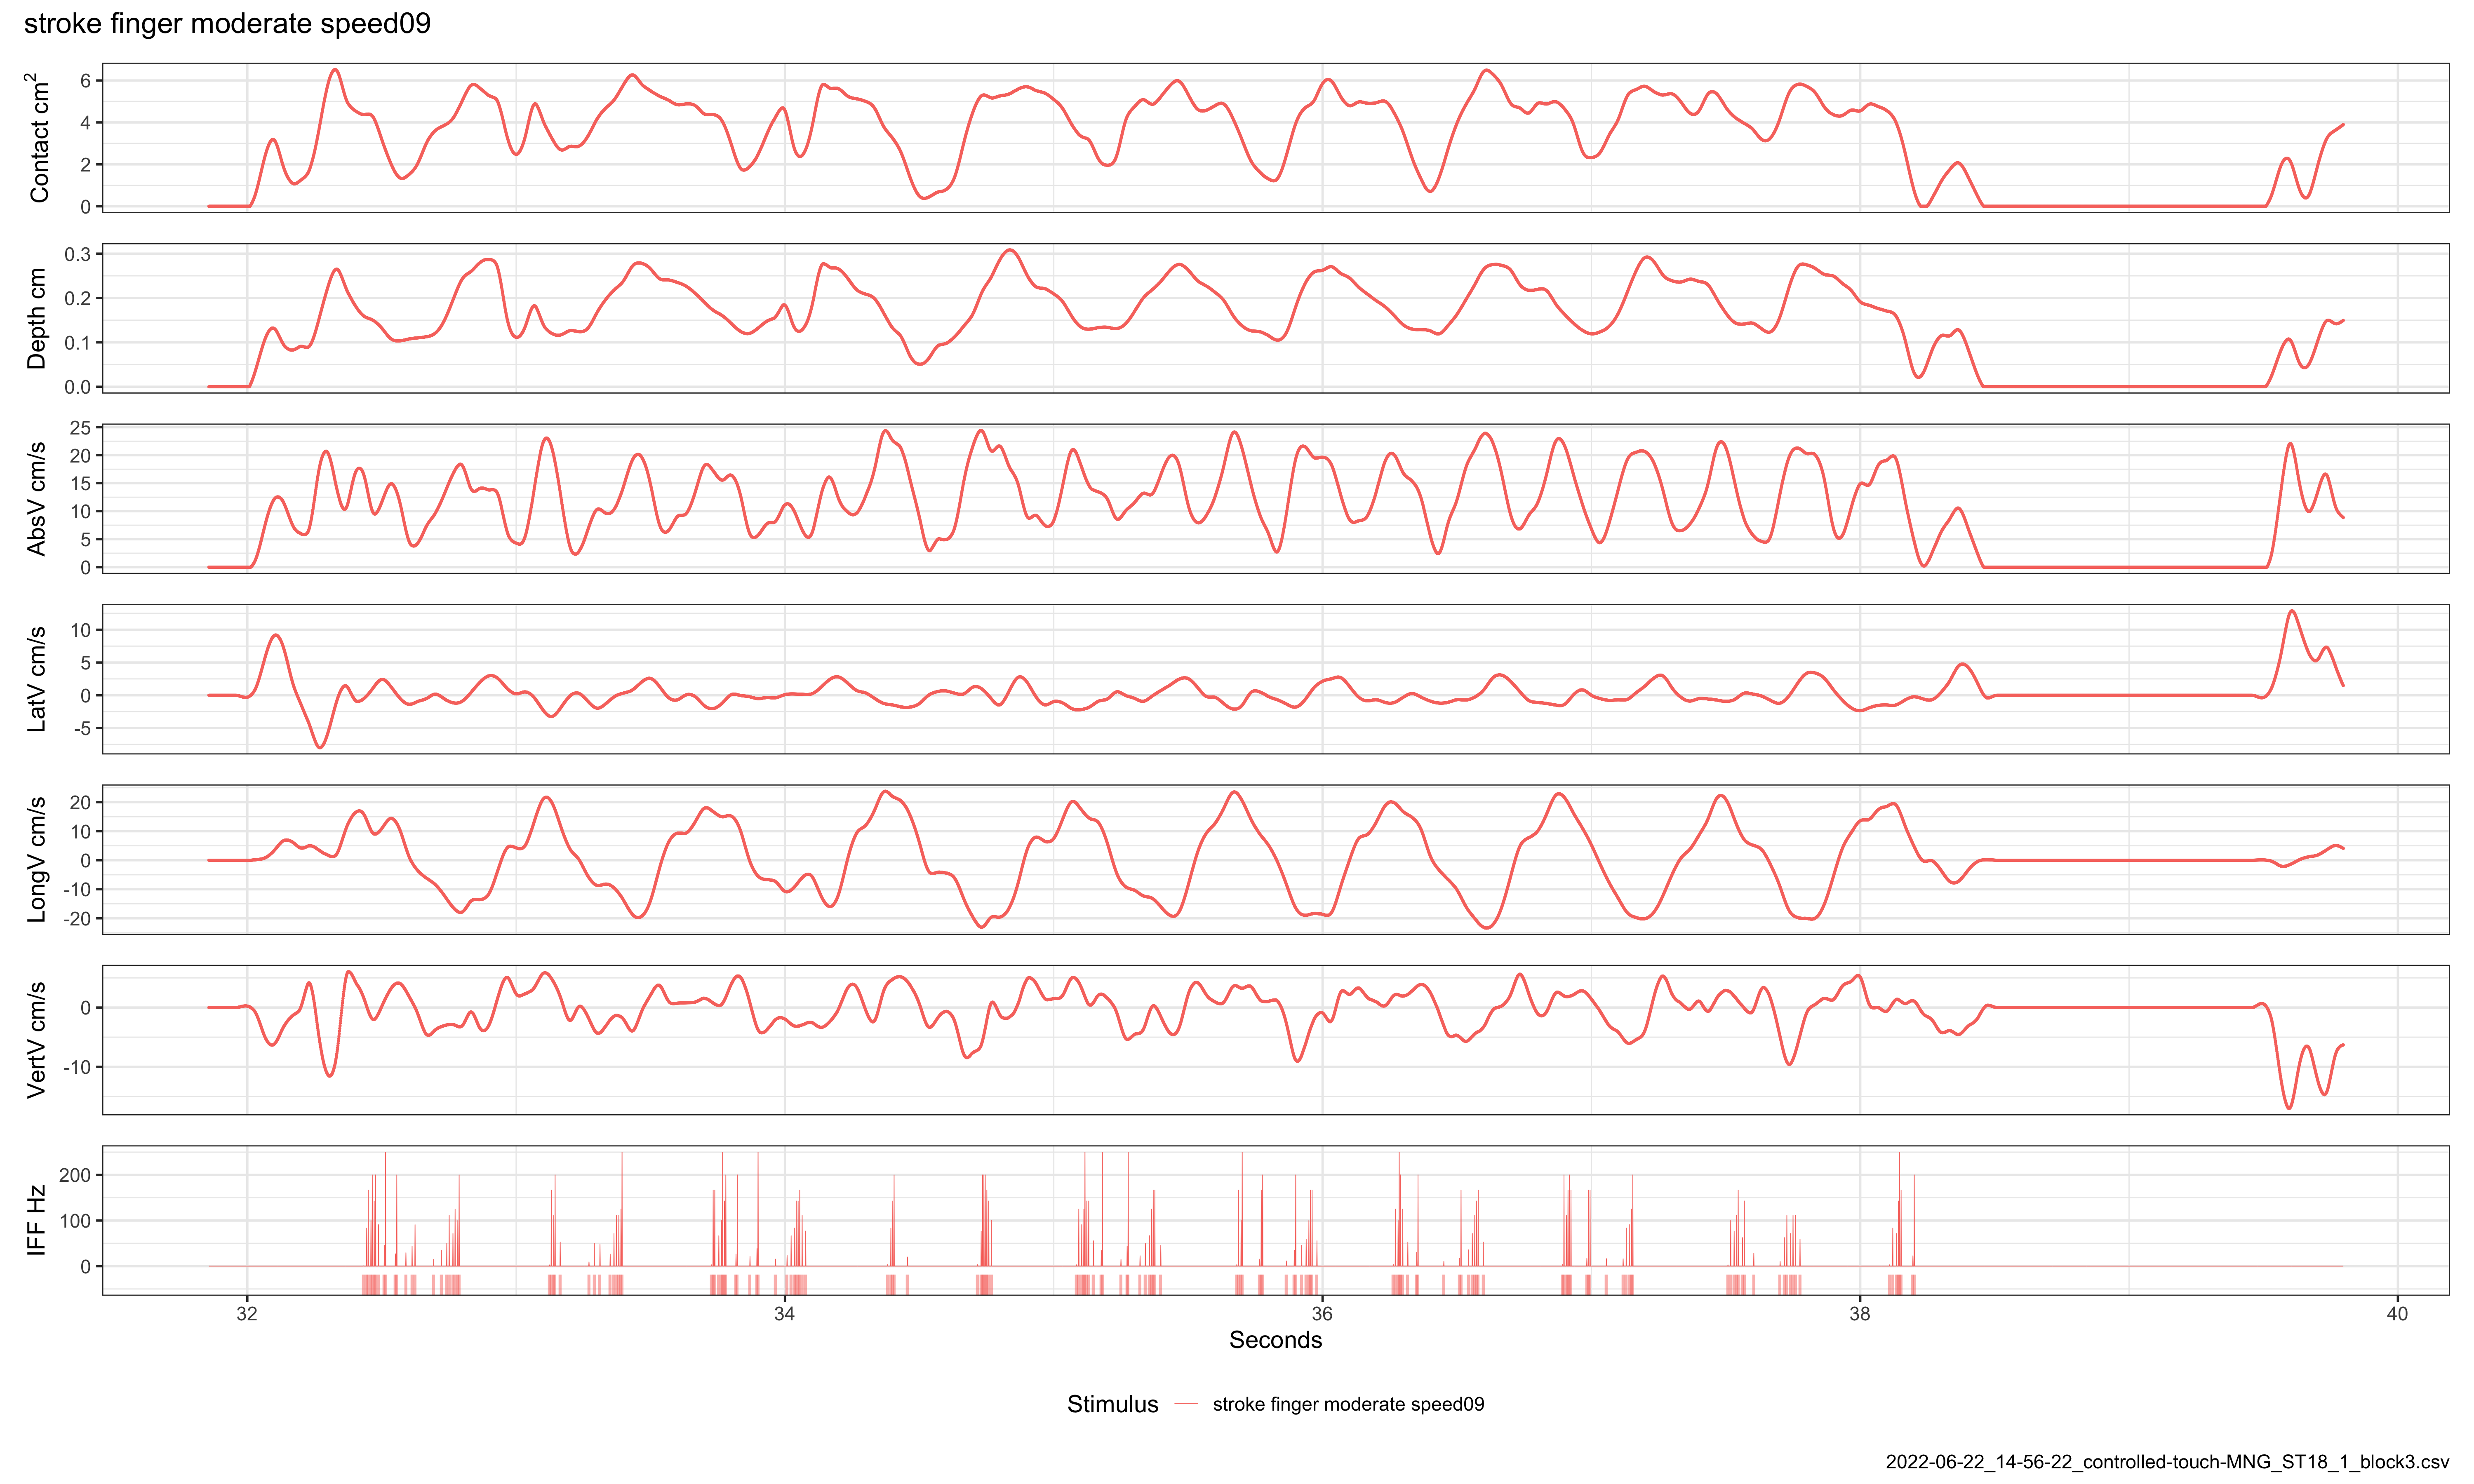 stroke finger moderate speed09
Contact cm²
6
4
2
0
Depth cm
0.3
0.2
0.1
0.0
AbsV cm/s
25
20
15
10
5
0
LatV cm/s
10
5
0
-5
LongV cm/s
20
10
0
-10
-20
VertV cm/s
0
-10
IFF Hz
200
100
0
32 34 36 38 40
Seconds
Stimulus stroke finger moderate speed09
2022-06-22_14-56-22_controlled-touch-MNG_ST18_1_block3.csv